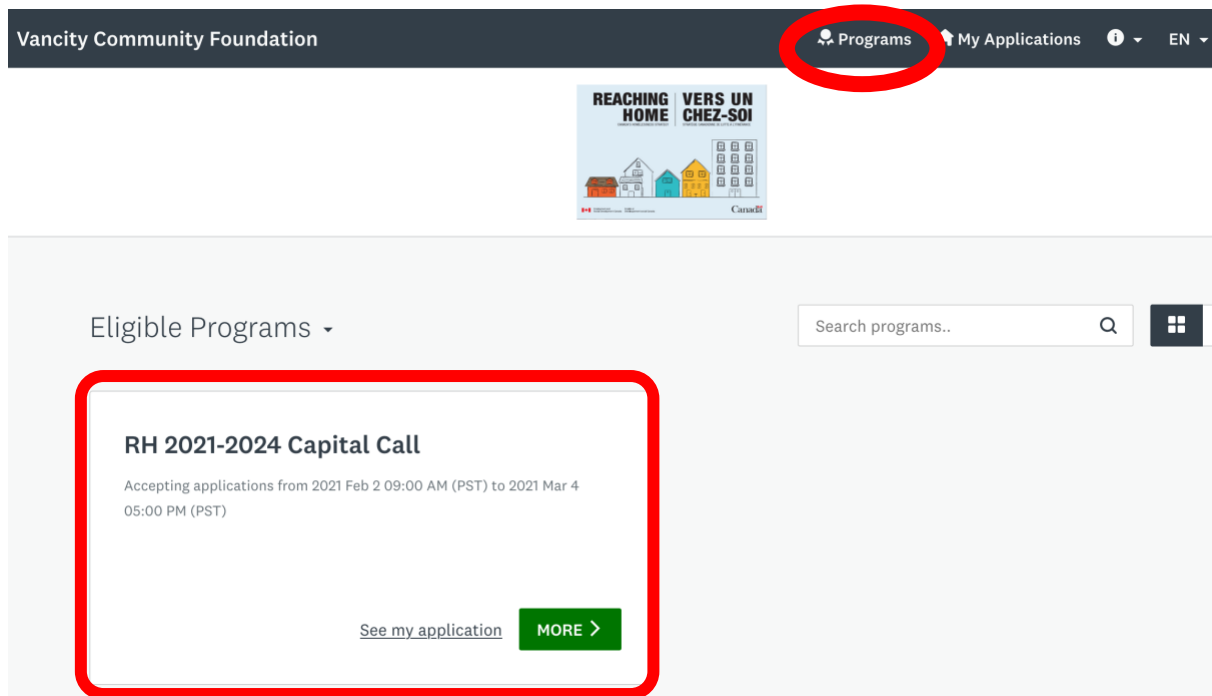 Vancity Community Foundation
Programs
My Applications
EN
REACHING HOME
VERS UN CHEZ-SOI
Canada
Eligible Programs
Search programs..
RH 2021-2024 Capital Call
Accepting applications from 2021 Feb 2 09:00 AM (PST) to 2021 Mar 4
05:00 PM (PST)
See my application
MORE